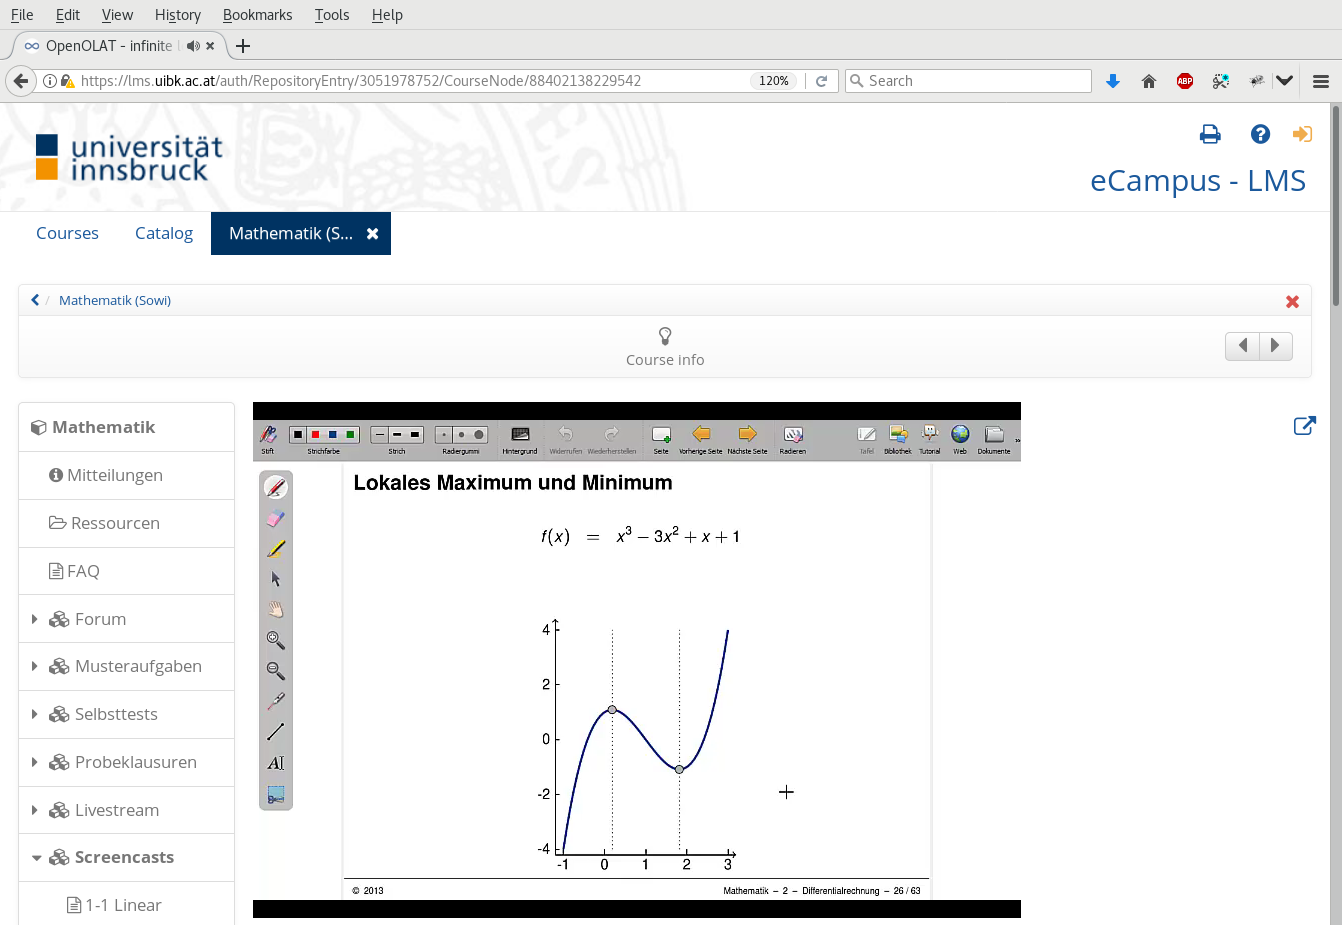 File Edit View History Bookmarks Tools Help
OpenOLAT - infinite
https://lms.uibk.ac.at/auth/RepositoryEntry/3051978752/CourseNode/88402138229542 120% Search
ABP
universität
innsbruck
eCampus - LMS
Courses Catalog Mathematik (S...
/ Mathematik (Sowi)
Course info
Mathematik
Mitteilungen
Ressourcen
FAQ
Forum
Musteraufgaben
Selbsttests
Probeklausuren
Livestream
Screencasts
1-1 Linear
Stift Strichfarbe Strich Radiergummi Hintergrund Widerrufen Wiederherstellen Seite Vorherige Seite Nächste Seite Radieren Tafel Bibliothek Tutorial Web Dokumente »
Lokales Maximum und Minimum
f(x) = x³ − 3x² + x + 1
4
2
0
-2
-4
-1 0 1 2 3
© 2013 Mathematik – 2 – Differentialrechnung – 26 / 63